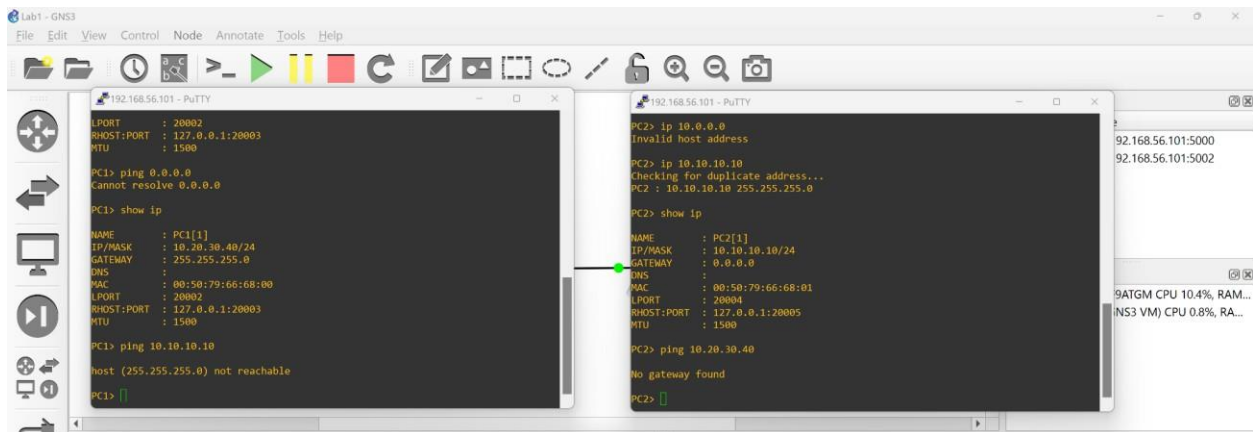 Lab1 - GNS3
File Edit View Control Node Annotate Tools Help
192.168.56.101 - PuTTY
LPORT : 20002
RHOST:PORT : 127.0.0.1:20003
MTU : 1500
PC1> ping 0.0.0.0
Cannot resolve 0.0.0.0
PC1> show ip
NAME : PC1[1]
IP/MASK : 10.20.30.40/24
GATEWAY : 255.255.255.0
DNS :
MAC : 00:50:79:66:68:00
LPORT : 20002
RHOST:PORT : 127.0.0.1:20003
MTU : 1500
PC1> ping 10.10.10.10
host (255.255.255.0) not reachable
PC1>
192.168.56.101 - PuTTY
PC2> ip 10.0.0.0
Invalid host address
PC2> ip 10.10.10.10
Checking for duplicate address...
PC2 : 10.10.10.10 255.255.255.0
PC2> show ip
NAME : PC2[1]
IP/MASK : 10.10.10.10/24
GATEWAY : 0.0.0.0
DNS :
MAC : 00:50:79:66:68:01
LPORT : 20004
RHOST:PORT : 127.0.0.1:20005
MTU : 1500
PC2> ping 10.20.30.40
No gateway found
PC2>
92.168.56.101:5000
92.168.56.101:5002
9ATGM CPU 10.4%, RAM...
NS3 VM) CPU 0.8%, RA...